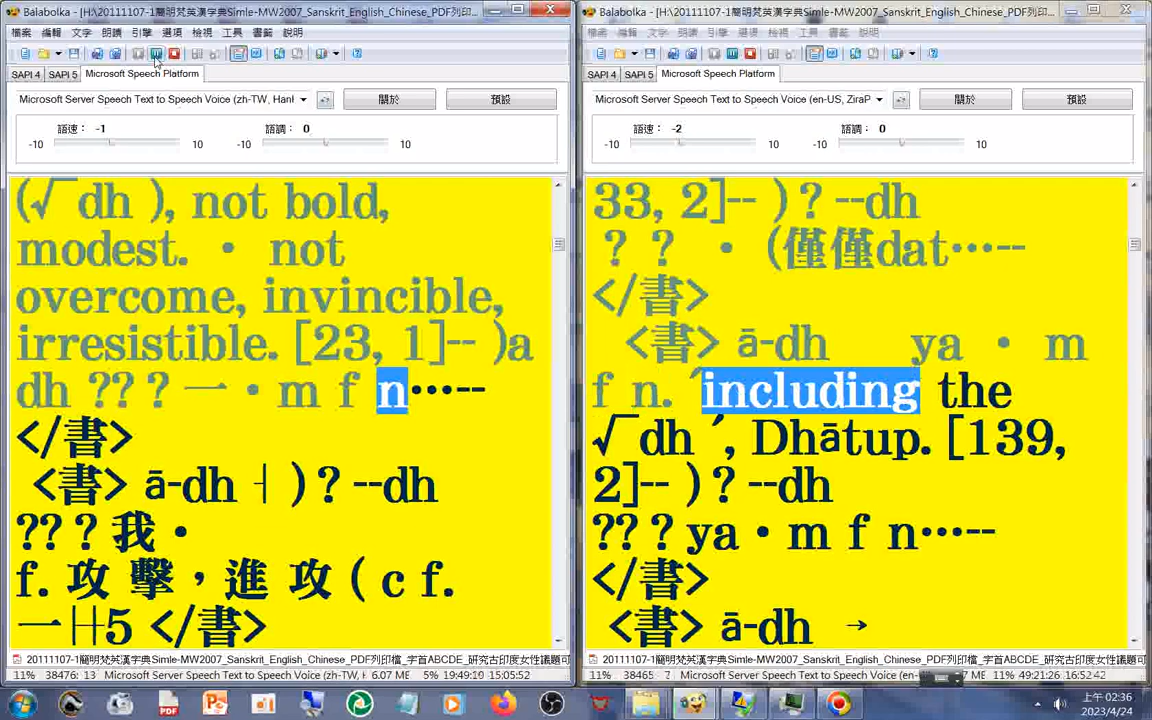 Balabolka - [H:\20111107-1簡明梵英漢字典Simle-MW2007_Sanskrit_English_Chinese_PDF列印...
檔案 編輯 文字 朗讀 引擎 選項 檢視 工具 書籤 說明
SAPI 4 SAPI 5 Microsoft Speech Platform
Microsoft Server Speech Text to Speech Voice (zh-TW, Hanl
關於 預設
語速： -1 語調： 0
-10 10 -10 10
(√ dh ), not bold,
modest. • not
overcome, invincible,
irresistible. [23, 1]-- )a
dh ??？一 • m f n…--
</書>
<書> ā-dh ┤)？--dh
??？我 •
f. 攻 擊，進 攻 ( c f.
一├┼5 </書>
20111107-1簡明梵英漢字典Simle-MW2007_Sanskrit_English_Chinese_PDF列印檔_字首ABCDE_研究古印度女性議題可
11% 38476: 13 Microsoft Server Speech Text to Speech Voice (zh-TW, H 6.07 ME 5% 19:49:19 15:05:52
Balabolka - [H:\20111107-1簡明梵英漢字典Simle-MW2007_Sanskrit_English_Chinese_PDF列印...
檔案 編輯 文字 朗讀 引擎 選項 檢視 工具 書籤 說明
SAPI 4 SAPI 5 Microsoft Speech Platform
Microsoft Server Speech Text to Speech Voice (en-US, ZiraP
關於 預設
語速： -2 語調： 0
-10 10 -10 10
33, 2]-- )？--dh
？？ • (僅僅dat…--
</書>
<書> ā-dh ya • m
f n. ´including the
√ dh ´, Dhātup. [139,
2]-- )？--dh
??？ya • m f n…--
</書>
<書> ā-dh →
20111107-1簡明梵英漢字典Simle-MW2007_Sanskrit_English_Chinese_PDF列印檔_字首ABCDE_研究古印度女性議題可
11% 38465 Microsoft Server Speech Text to Speech Voice (en-US, 11% 49:21:26 16:52:42
上午 02:36
2023/4/24